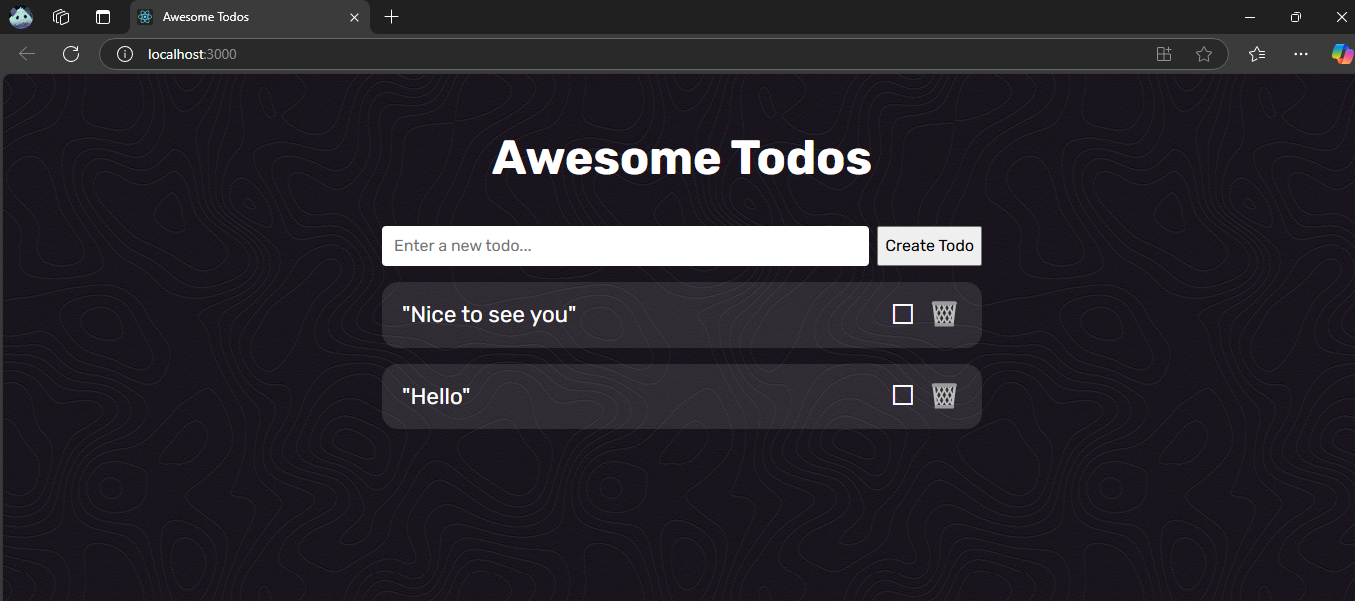 Awesome Todos
localhost:3000
Awesome Todos
Enter a new todo...
Create Todo
"Nice to see you"
"Hello"